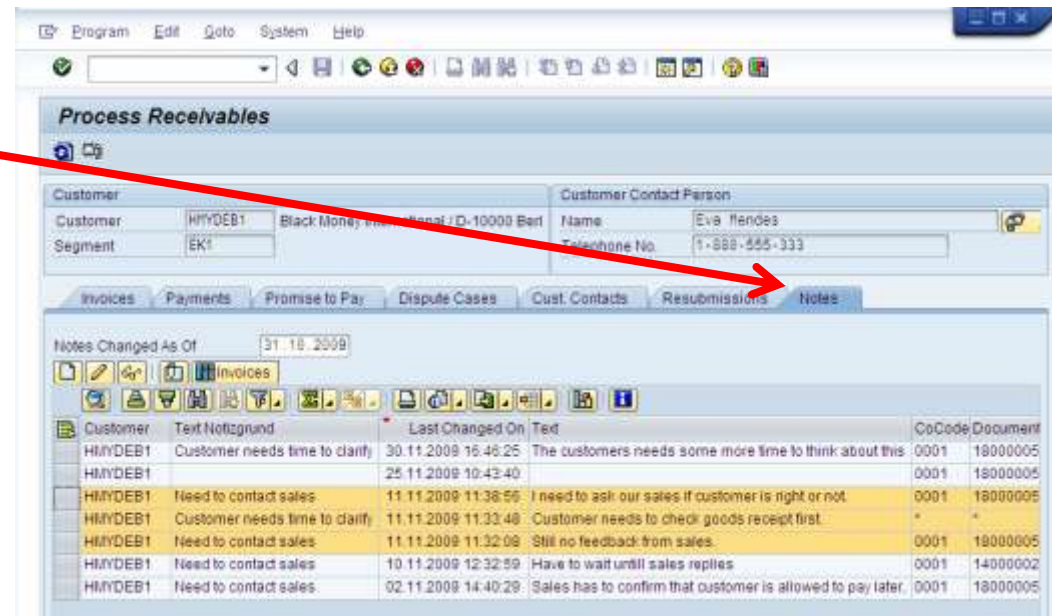 Program Edit Goto System Help
Process Receivables
Customer Customer Contact Person
Customer HMYDEB1 Black Money International / D-10000 Berl Name Eva Mendes
Segment EK1 Telephone No. 1-888-555-333
Invoices Payments Promise to Pay Dispute Cases Cust. Contacts Resubmissions Notes
Notes Changed As Of 31.10.2009
Invoices
Customer Text Notizgrund Last Changed On Text CoCode Document
HMYDEB1 Customer needs time to clarify 30.11.2009 16:46:25 The customers needs some more time to think about this 0001 18000005
HMYDEB1 25.11.2009 10:43:40 0001 18000005
HMYDEB1 Need to contact sales 11.11.2009 11:38:56 I need to ask our sales if customer is right or not. 0001 18000005
HMYDEB1 Customer needs time to clarify 11.11.2009 11:33:48 Customer needs to check goods receipt first. * *
HMYDEB1 Need to contact sales 11.11.2009 11:32:08 Still no feedback from sales. 0001 18000005
HMYDEB1 Need to contact sales 10.11.2009 12:32:59 Have to wait untill sales replies 0001 14000002
HMYDEB1 Need to contact sales 02.11.2009 14:40:29 Sales has to confirm that customer is allowed to pay later. 0001 18000005